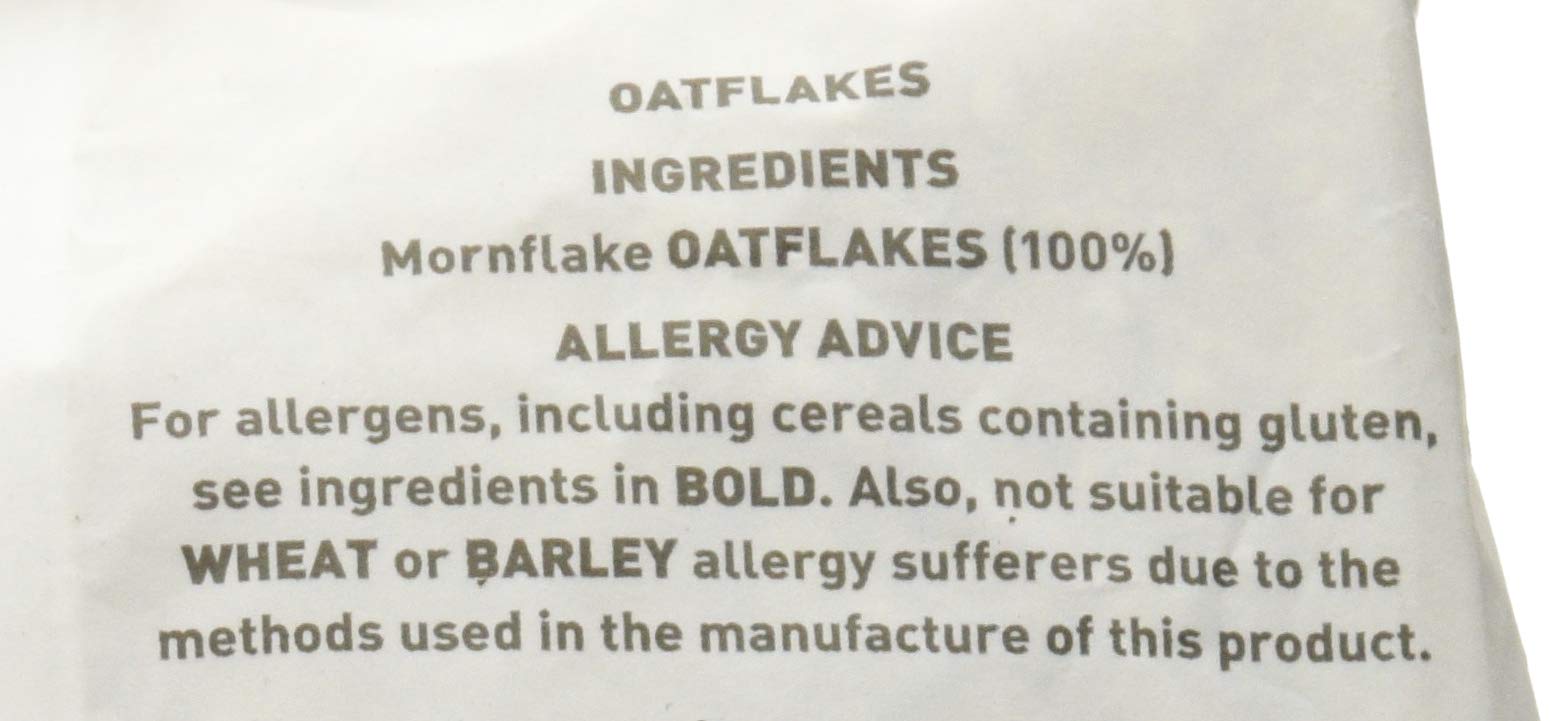 OATFLAKES
INGREDIENTS
Mornflake OATFLAKES (100%)
ALLERGY ADVICE
For allergens, including cereals containing gluten,
see ingredients in BOLD. Also, not suitable for
WHEAT or BARLEY allergy sufferers due to the
methods used in the manufacture of this product.